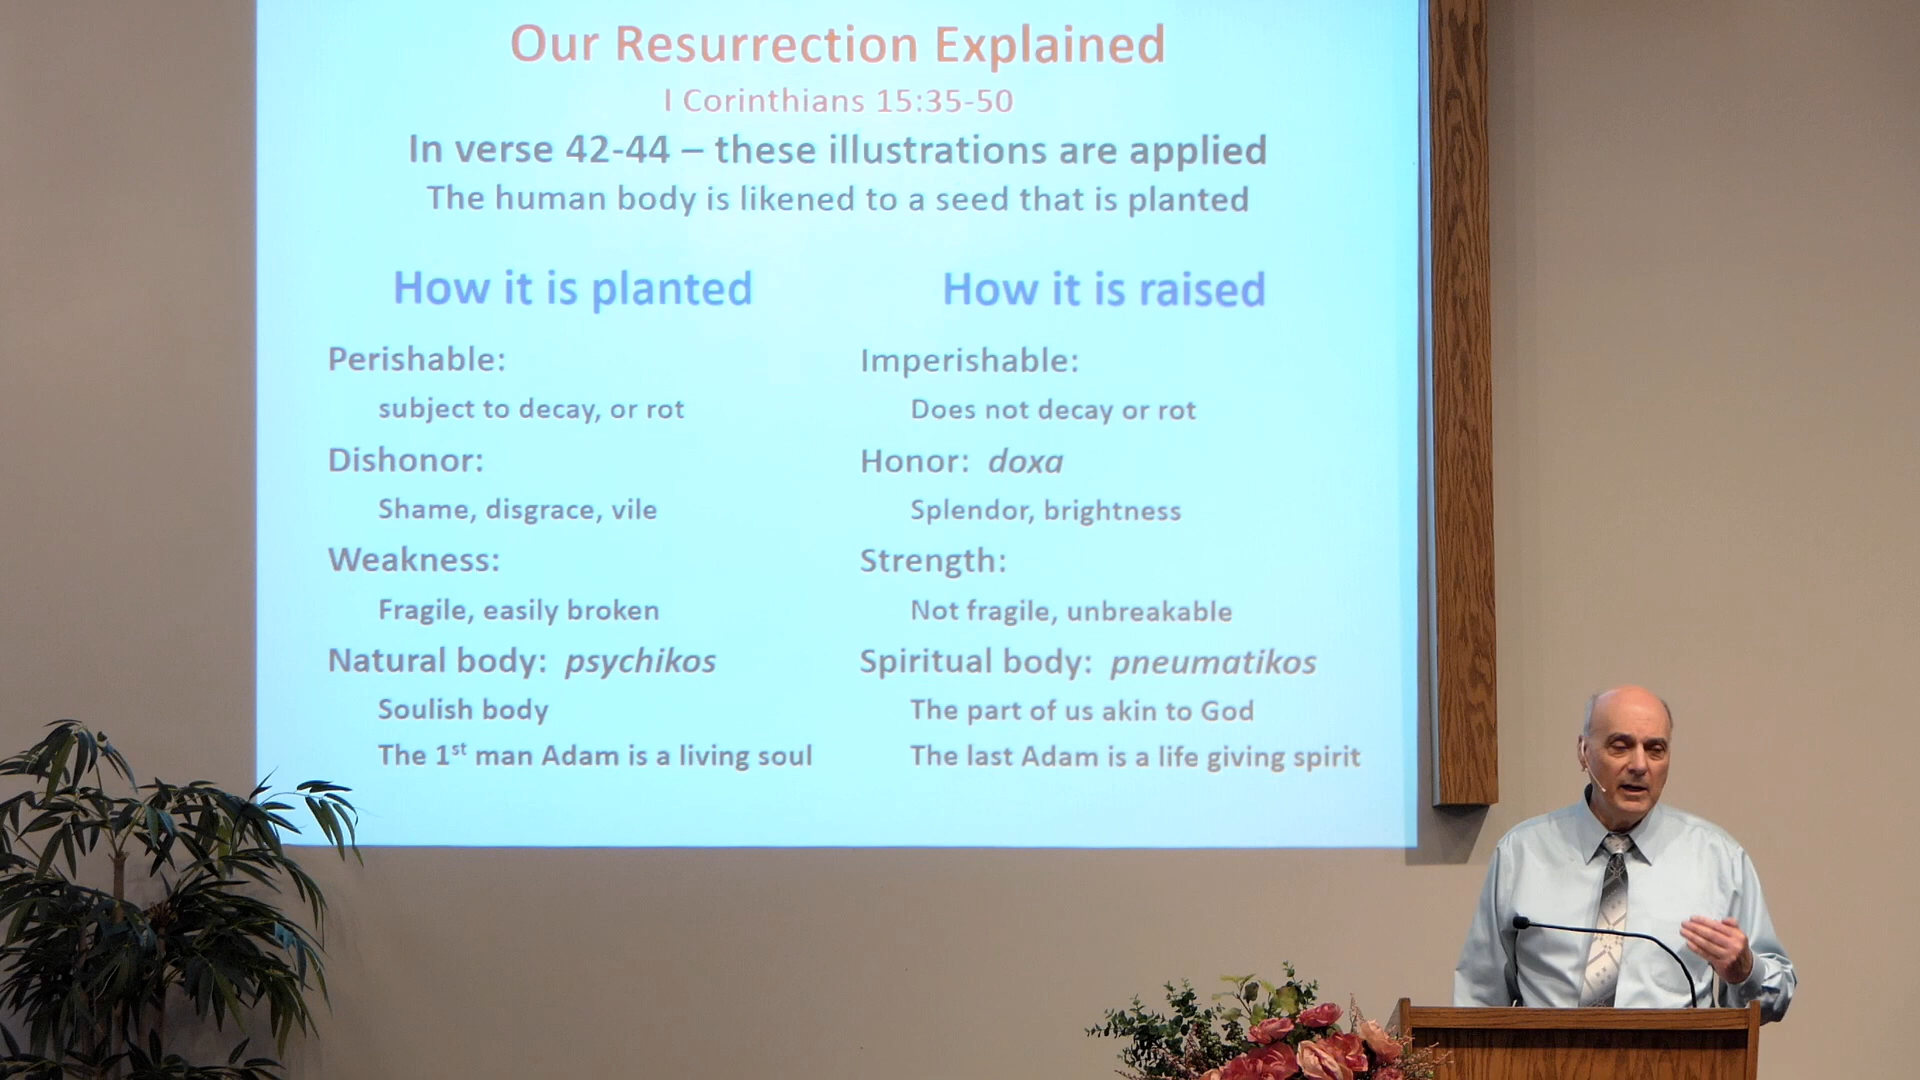 Our Resurrection Explained
I Corinthians 15:35-50
In verse 42-44 – these illustrations are applied
The human body is likened to a seed that is planted
How it is planted
Perishable:
subject to decay, or rot
Dishonor:
Shame, disgrace, vile
Weakness:
Fragile, easily broken
Natural body: psychikos
Soulish body
The 1st man Adam is a living soul
How it is raised
Imperishable:
Does not decay or rot
Honor: doxa
Splendor, brightness
Strength:
Not fragile, unbreakable
Spiritual body: pneumatikos
The part of us akin to God
The last Adam is a life giving spirit